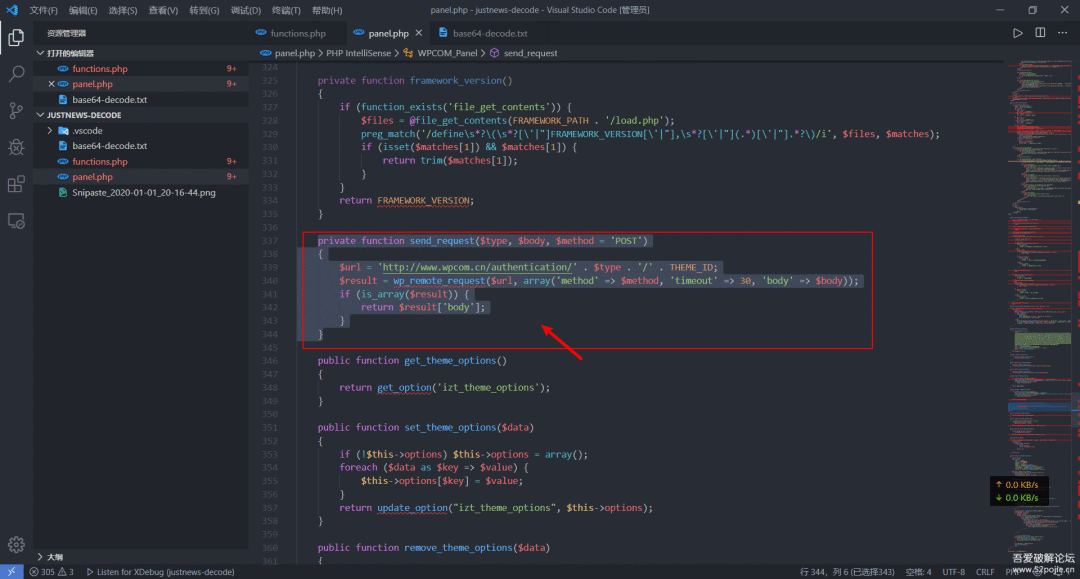 文件(F) 编辑(E) 选择(S) 查看(V) 转到(G) 调试(D) 终端(T) 帮助(H) panel.php - justnews-decode - Visual Studio Code [管理员]
资源管理器
functions.php panel.php base64-decode.txt
打开的编辑器
functions.php 9+
panel.php 9+
base64-decode.txt
JUSTNEWS-DECODE
.vscode
base64-decode.txt
functions.php 9+
panel.php 9+
Snipaste_2020-01-01_20-16-44.png
大纲
panel.php > PHP IntelliSense > WPCOM_Panel > send_request
324
325 private function framework_version()
326 {
327 if (function_exists('file_get_contents')) {
328 $files = @file_get_contents(FRAMEWORK_PATH . '/load.php');
329 preg_match('/define\s*?\(\s*?[\'|"]FRAMEWORK_VERSION[\'|"],\s*?[\'|"](.*)[\'|"].*?\)/i', $files, $matches);
330 if (isset($matches[1]) && $matches[1]) {
331 return trim($matches[1]);
332 }
333 }
334 return FRAMEWORK_VERSION;
335 }
336
337 private function send_request($type, $body, $method = 'POST')
338 {
339 $url = 'http://www.wpcom.cn/authentication/' . $type . '/' . THEME_ID;
340 $result = wp_remote_request($url, array('method' => $method, 'timeout' => 30, 'body' => $body));
341 if (is_array($result)) {
342 return $result['body'];
343 }
344 }
345
346 public function get_theme_options()
347 {
348 return get_option('izt_theme_options');
349 }
350
351 public function set_theme_options($data)
352 {
353 if (!$this->options) $this->options = array();
354 foreach ($data as $key => $value) {
355 $this->options[$key] = $value;
356 }
357 return update_option("izt_theme_options", $this->options);
358 }
359
360 public function remove_theme_options($data)
361 {
↑ 0.0 KB/s
↓ 0.0 KB/s
305 3 Listen for XDebug (justnews-decode) 行 344，列 6 (已选择343) 空格: 4 UTF-8 CRLF
吾爱破解论坛
www.52pojie.cn